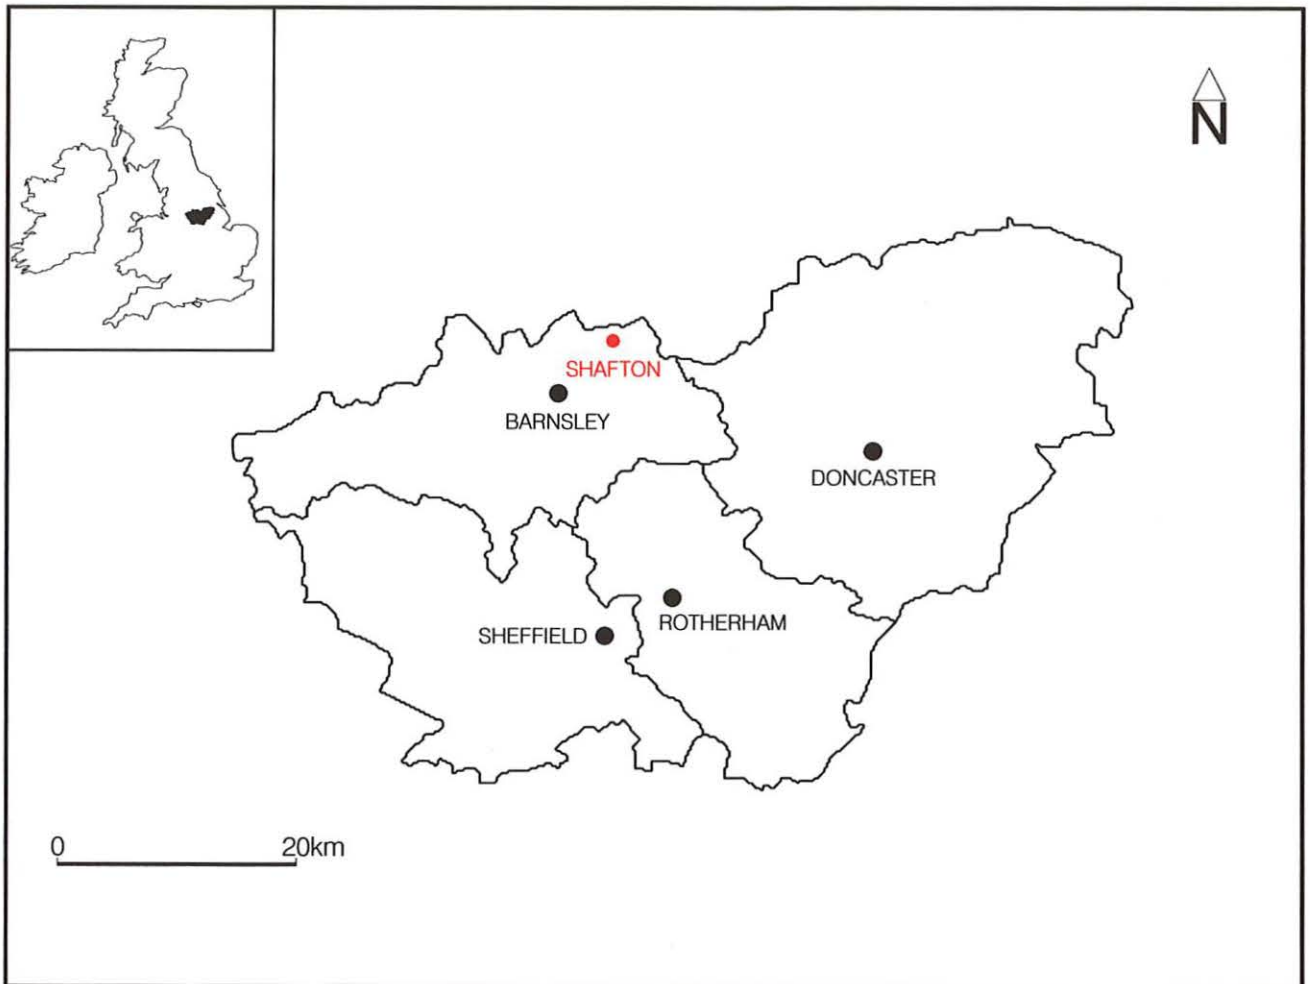 N
SHAFTON
BARNSLEY
DONCASTER
ROTHERHAM
SHEFFIELD
0 20km